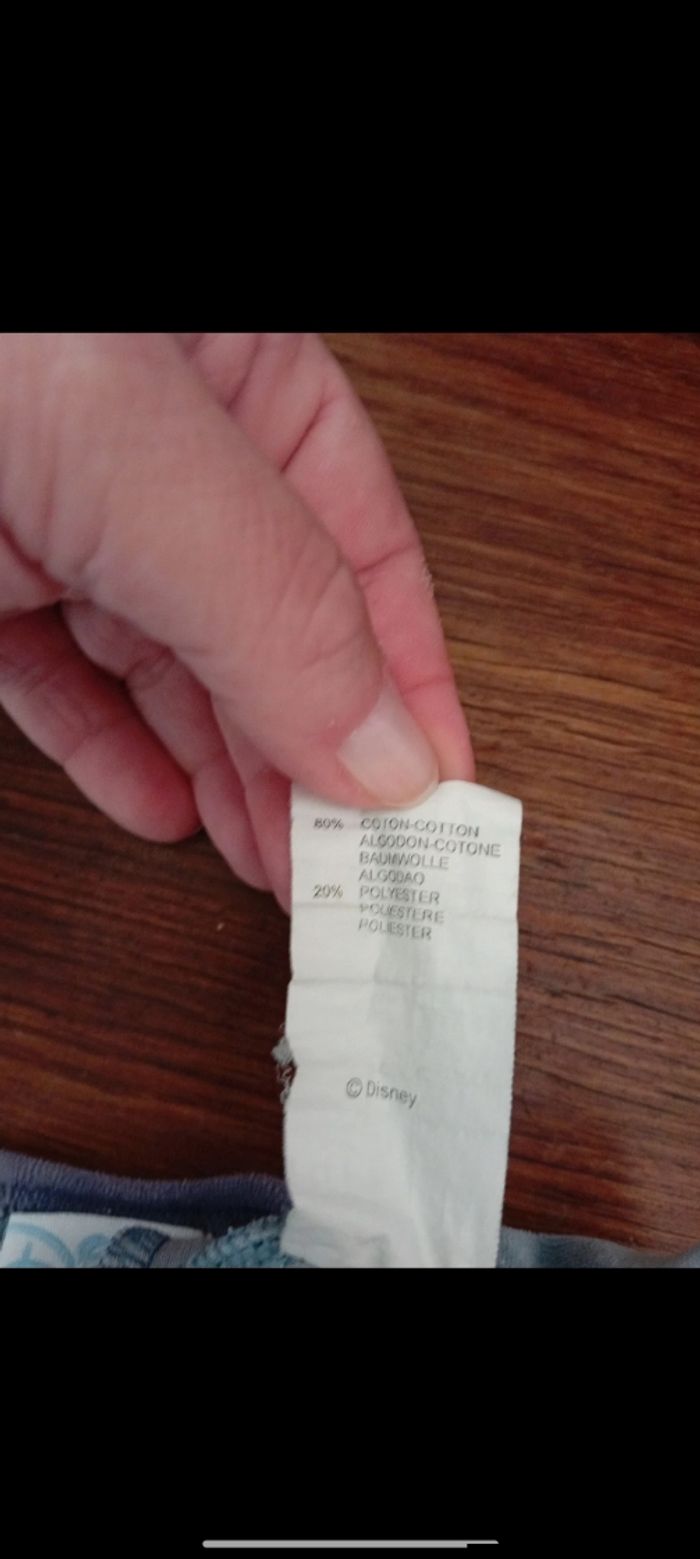 80% COTON-COTTON
ALGODON-COTONE
BAUMWOLLE
ALGODAO
20% POLYESTER
POLIESTERE
POLIESTER
© Disney